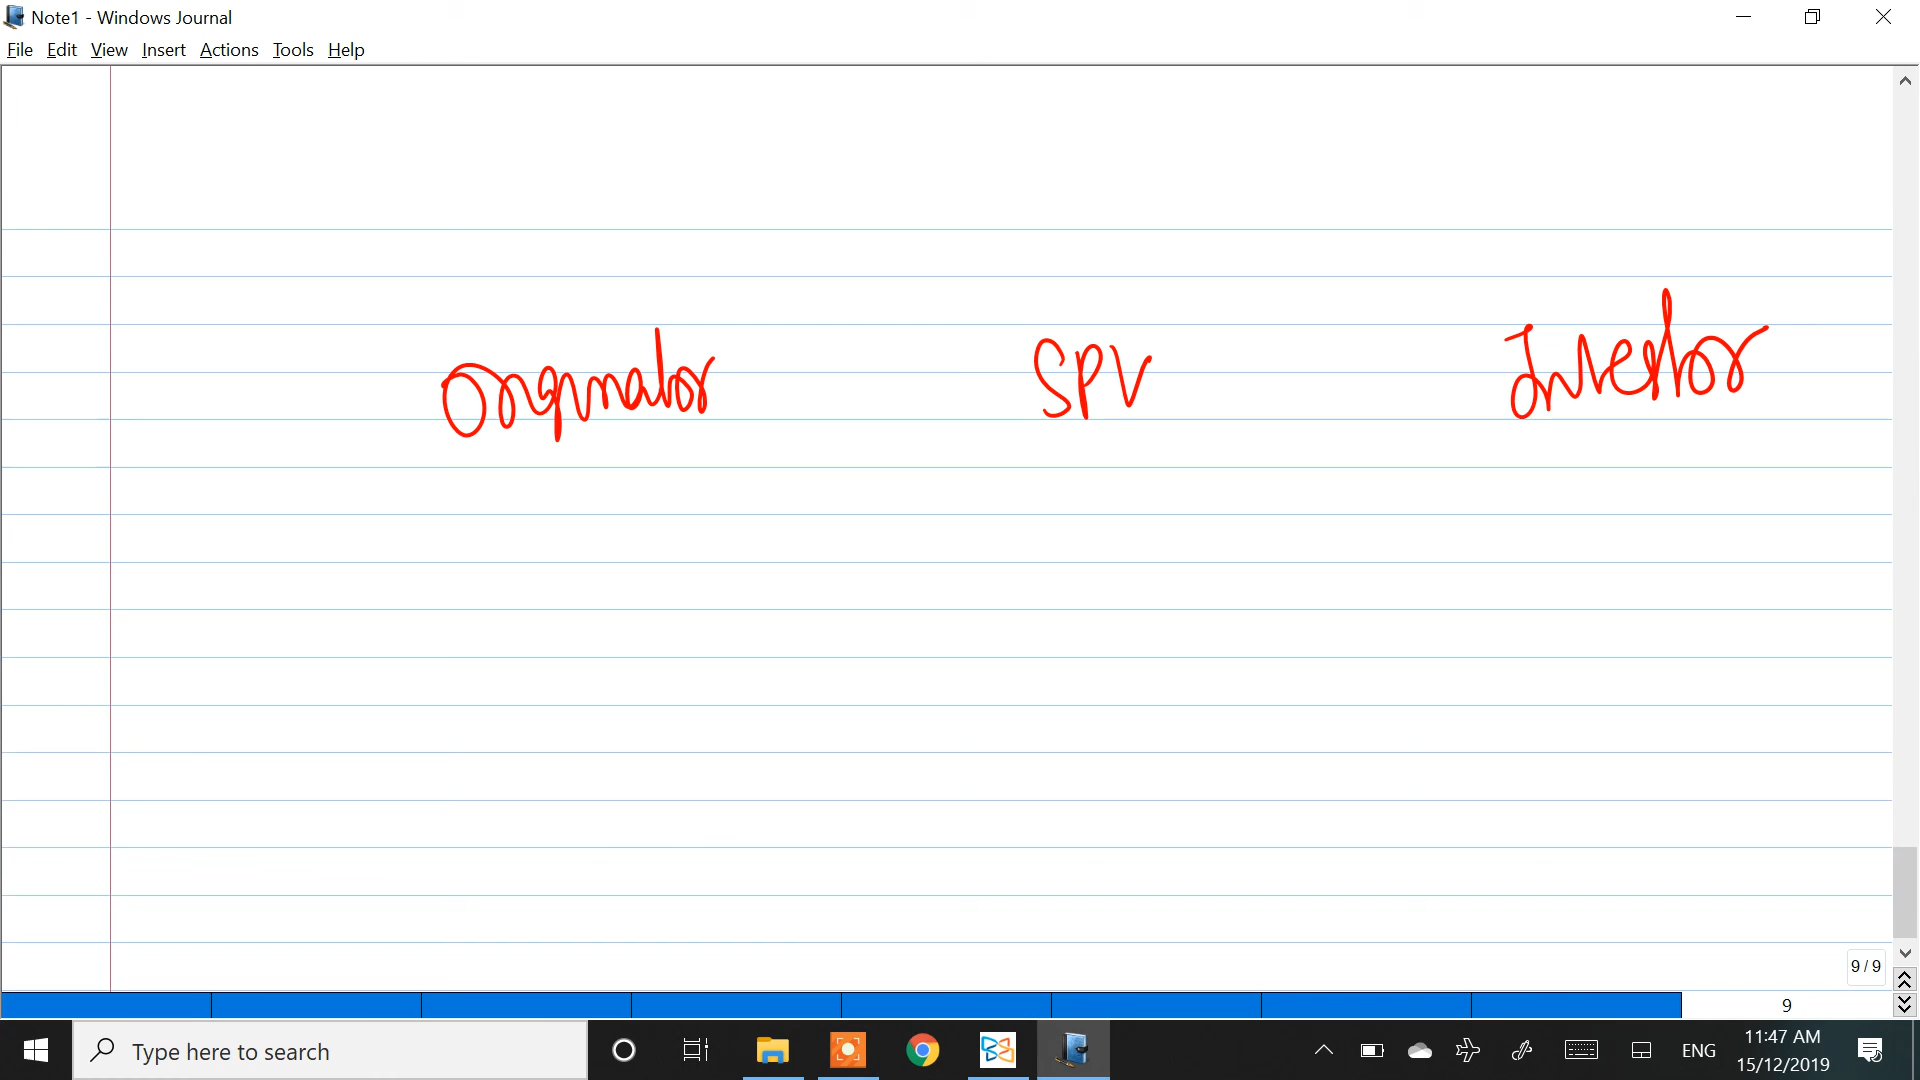 Note1 - Windows Journal
File Edit View Insert Actions Tools Help
Originator SPV Investor
9 / 9
9
Type here to search
ENG
11:47 AM
15/12/2019